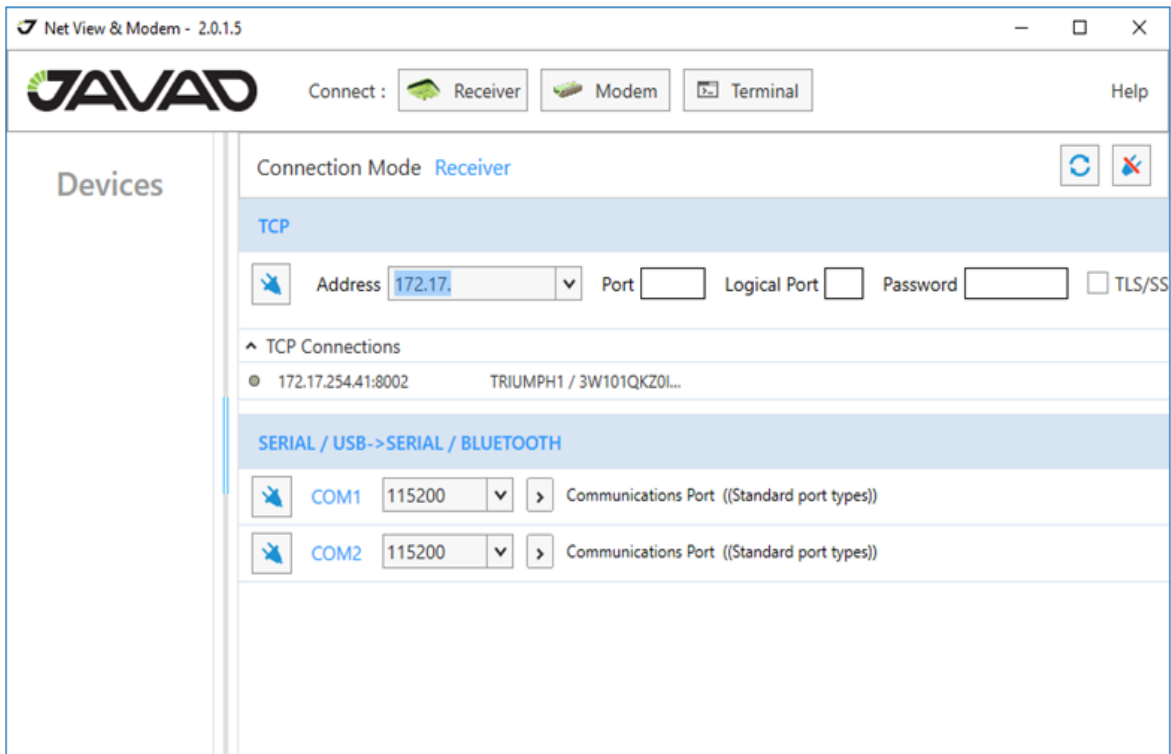 Net View & Modem - 2.0.1.5
JAVAD Connect : Receiver Modem Terminal Help
Devices
Connection Mode Receiver
TCP
Address 172.17. Port Logical Port Password TLS/SS
TCP Connections
172.17.254.41:8002 TRIUMPH1 / 3W101QKZ0I...
SERIAL / USB->SERIAL / BLUETOOTH
COM1 115200 Communications Port ((Standard port types))
COM2 115200 Communications Port ((Standard port types))